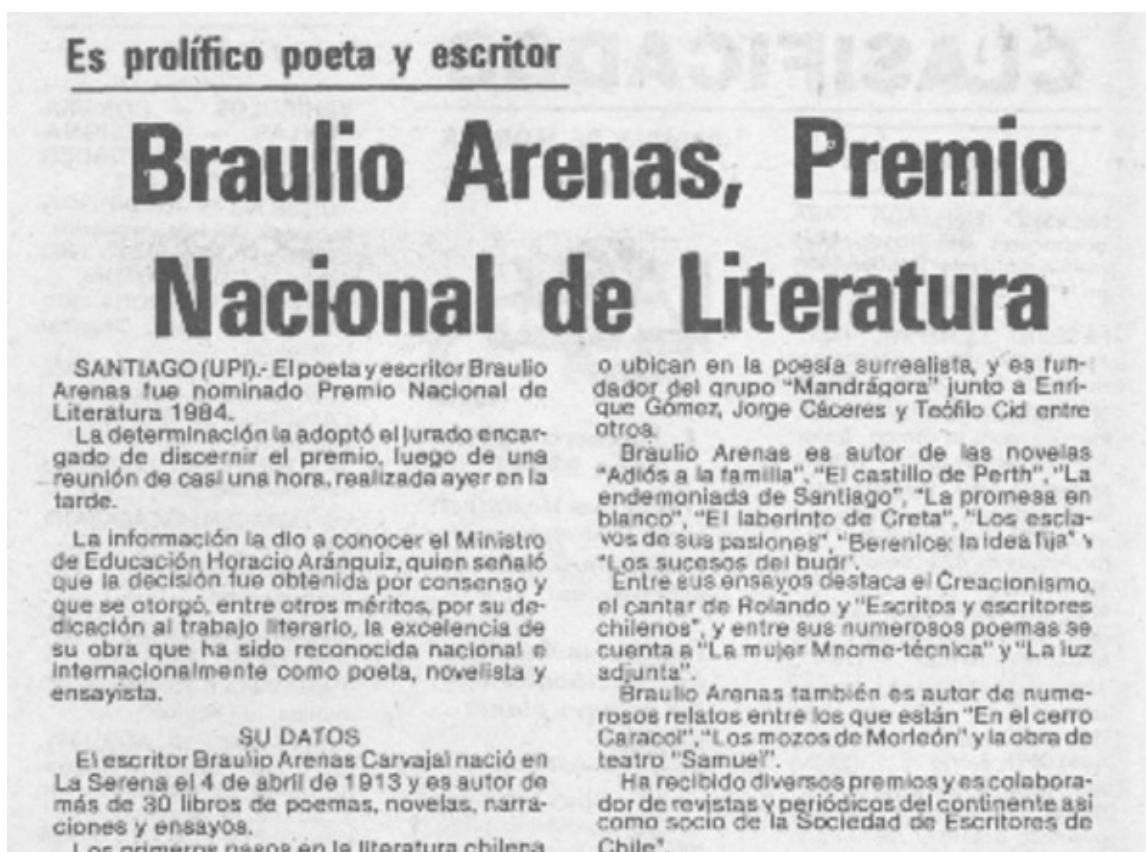 Es prolífico poeta y escritor
Braulio Arenas, Premio
Nacional de Literatura
SANTIAGO (UPI).- El poeta y escritor Braulio
Arenas fue nominado Premio Nacional de
Literatura 1984.
La determinación la adoptó el jurado encar-
gado de discernir el premio, luego de una
reunión de casi una hora, realizada ayer en la
tarde.
La información la dio a conocer el Ministro
de Educación Horacio Aránguiz, quien señaló
que la decisión fue obtenida por consenso y
que se otorgó, entre otros méritos, por su de-
dicación al trabajo literario, la excelencia de
su obra que ha sido reconocida nacional e
internacionalmente como poeta, novelista y
ensayista.
SU DATOS
El escritor Braulio Arenas Carvajal nació en
La Serena el 4 de abril de 1913 y es autor de
más de 30 libros de poemas, novelas, narra-
ciones y ensayos.
Los primeros pasos en la literatura chilena
o ubican en la poesía surrealista, y es fun-
dador del grupo "Mandrágora" junto a Enri-
que Gómez, Jorge Cáceres y Teófilo Cid entre
otros.
Braulio Arenas es autor de las novelas
"Adiós a la familia", "El castillo de Perth", "La
endemoniada de Santiago", "La promesa en
blanco", "El laberinto de Creta", "Los escla-
vos de sus pasiones", "Berenice: la idea fija" y
"Los sucesos del budr".
Entre sus ensayos destaca el Creacionismo,
el cantar de Rolando y "Escritos y escritores
chilenos", y entre sus numerosos poemas se
cuenta a "La mujer Mnemo-técnica" y "La luz
adjunta".
Braulio Arenas también es autor de nume-
rosos relatos entre los que están "En el cerro
Caracol", "Los mozos de Morleón" y la obra de
teatro "Samuel".
Ha recibido diversos premios y es colabora-
dor de revistas y periódicos del continente así
como socio de la Sociedad de Escritores de
Chile".